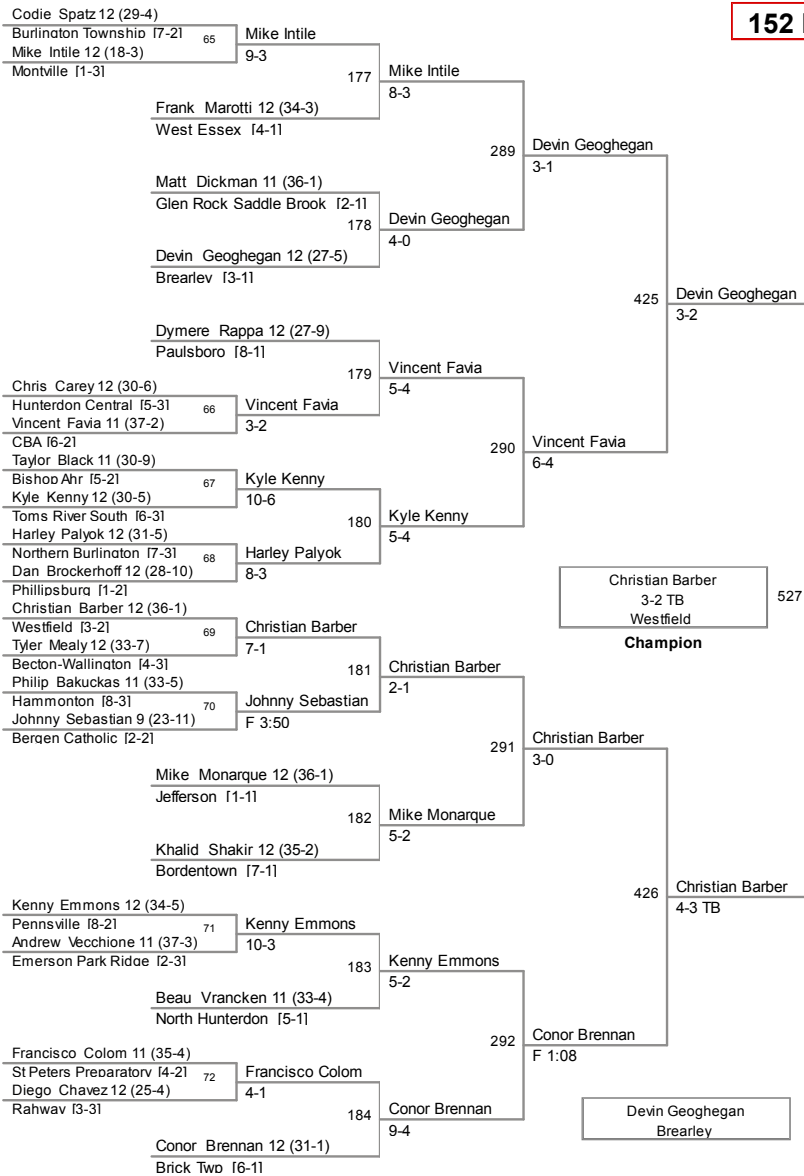 152
Codie Spatz 12 (29-4)
Burlington Township [7-2]
65
Mike Intile 12 (18-3)
Montville [1-3]
Mike Intile
9-3
177
Frank Marotti 12 (34-3)
West Essex [4-1]
Mike Intile
8-3
289
Matt Dickman 11 (36-1)
Glen Rock Saddle Brook [2-1]
178
Devin Geoghegan 12 (27-5)
Brearley [3-1]
Devin Geoghegan
4-0
Devin Geoghegan
3-1
425
Devin Geoghegan
3-2
Dymere Rappa 12 (27-9)
Paulsboro [8-1]
179
Chris Carey 12 (30-6)
Hunterdon Central [5-3]
66
Vincent Favia 11 (37-2)
CBA [6-2]
Vincent Favia
3-2
Vincent Favia
5-4
290
Vincent Favia
6-4
Taylor Black 11 (30-9)
Bishop Ahr [5-2]
67
Kyle Kenny 12 (30-5)
Toms River South [6-3]
Kyle Kenny
10-6
180
Kyle Kenny
5-4
Harley Palyok 12 (31-5)
Northern Burlington [7-3]
68
Dan Brockerhoff 12 (28-10)
Phillipsburg [1-2]
Harley Palyok
8-3
Christian Barber
3-2 TB
Westfield
527
Champion
Christian Barber 12 (36-1)
Westfield [3-2]
69
Tyler Mealy 12 (33-7)
Becton-Wallington [4-3]
Christian Barber
7-1
181
Christian Barber
2-1
Philip Bakuckas 11 (33-5)
Hammonton [8-3]
70
Johnny Sebastian 9 (23-11)
Bergen Catholic [2-2]
Johnny Sebastian
F 3:50
291
Christian Barber
3-0
Mike Monarque 12 (36-1)
Jefferson [1-1]
182
Khalid Shakir 12 (35-2)
Bordentown [7-1]
Mike Monarque
5-2
426
Christian Barber
4-3 TB
Kenny Emmons 12 (34-5)
Pennsville [8-2]
71
Andrew Vecchione 11 (37-3)
Emerson Park Ridge [2-3]
Kenny Emmons
10-3
183
Kenny Emmons
5-2
Beau Vrancken 11 (33-4)
North Hunterdon [5-1]
292
Conor Brennan
F 1:08
Francisco Colom 11 (35-4)
St Peters Preparatory [4-2]
72
Diego Chavez 12 (25-4)
Rahway [3-3]
Francisco Colom
4-1
184
Conor Brennan
9-4
Conor Brennan 12 (31-1)
Brick Twp [6-1]
Devin Geoghegan
Brearley